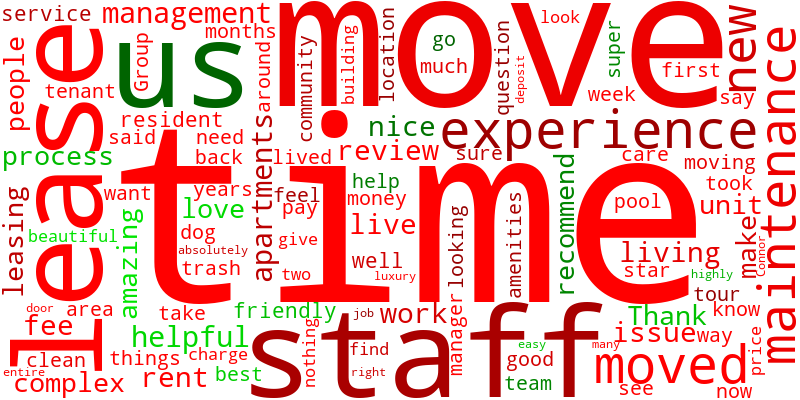 service
management
us
move
look
go
super
new
much
first
question
deposit
say
week
location
building
community
around
Group
months
people
tenant
lease
resident
said
need
nice
experience
maintenance
process
back
lived
review
sure
care
moving
took
apartments
time
want
years
feel
help
money
pay
live
recommend
pool
unit
leasing
love
dog
amazing
beautiful
absolutely
trash
give
two
well
luxury
looking
amenities
living
star
highly
make
Connor
tour
door
area
take
friendly
job
work
manager
Thank
know
fee
helpful
staff
nothing
find
right
easy
many
good
team
issue
way
price
clean
things
charge
best
entire
complex
rent
moved
see
now